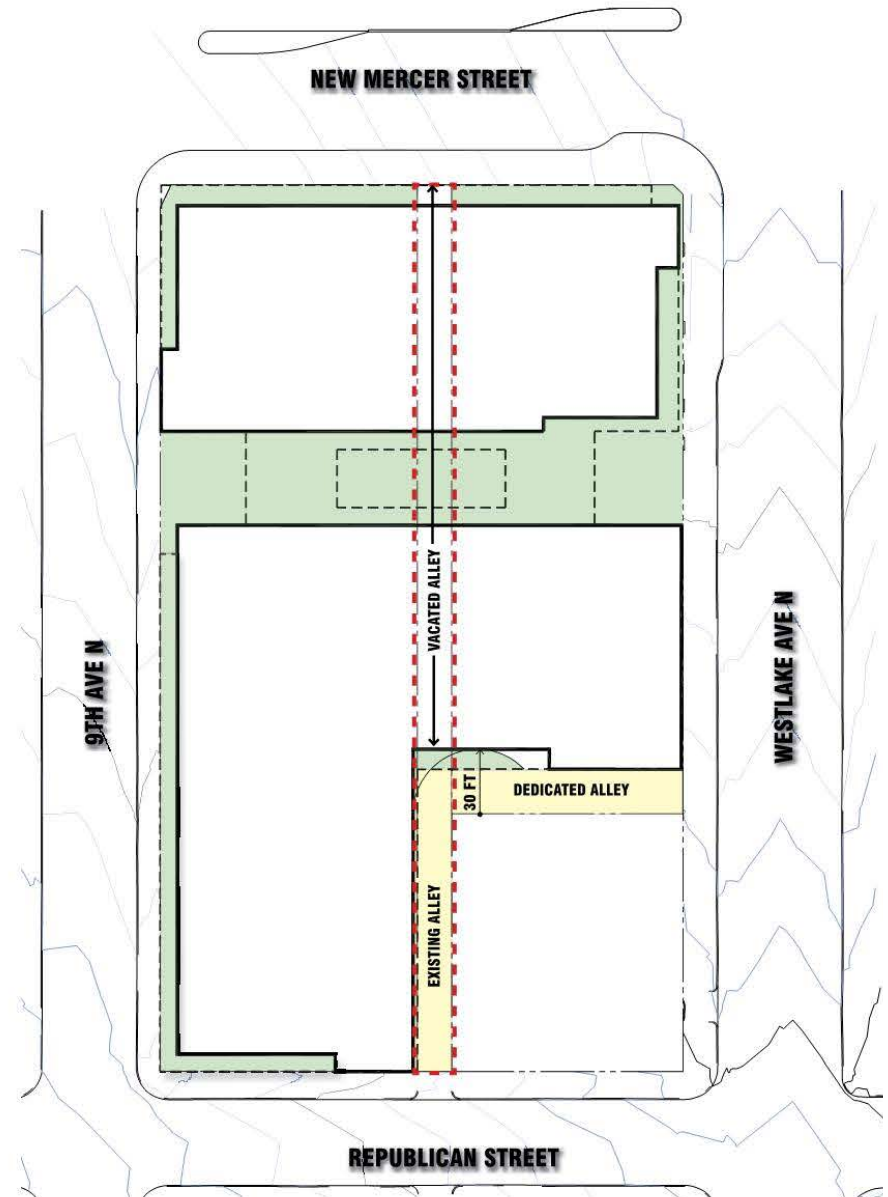 NEW MERCER STREET
VACATED ALLEY
9TH AVE N
WESTLAKE AVE N
30 FT
DEDICATED ALLEY
EXISTING ALLEY
REPUBLICAN STREET